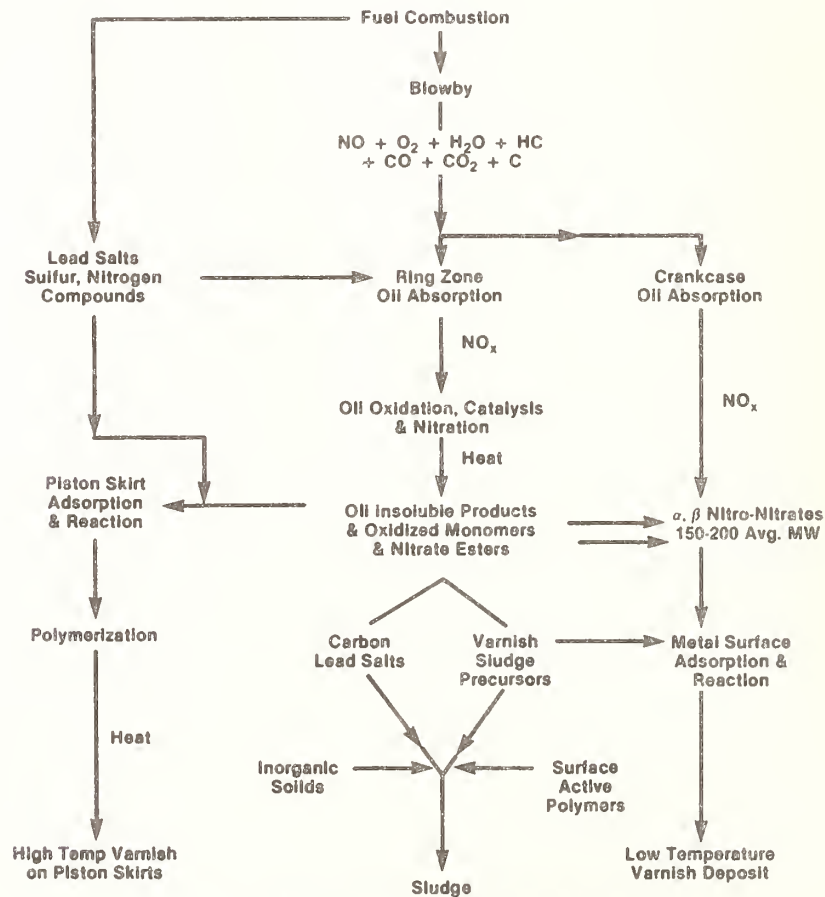 Fuel Combustion
Blowby
NO + O₂ + H₂O + HC
+ CO + CO₂ + C
Lead Salts
Sulfur, Nitrogen
Compounds
Ring Zone
Oil Absorption
Crankcase
Oil Absorption
NOₓ
NOₓ
Oil Oxidation, Catalysis
& Nitration
Heat
Piston Skirt
Adsorption
& Reaction
Oil Insoluble Products
& Oxidized Monomers
& Nitrate Esters
α, β Nitro-Nitrates
150-200 Avg. MW
Polymerization
Carbon
Lead Salts
Varnish
Sludge
Precursors
Metal Surface
Adsorption &
Reaction
Heat
Inorganic
Solids
Surface
Active
Polymers
High Temp Varnish
on Piston Skirts
Sludge
Low Temperature
Varnish Deposit